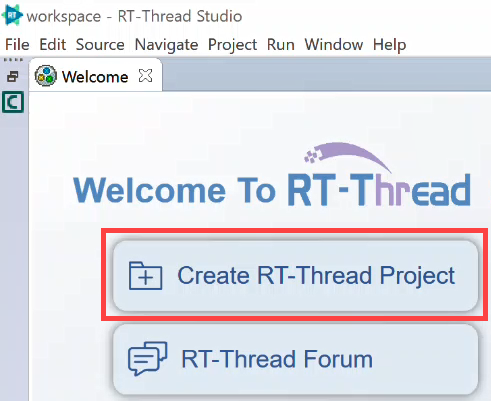 RT workspace - RT-Thread Studio
File Edit Source Navigate Project Run Window Help
Welcome
C
Welcome To RT-Thread
Create RT-Thread Project
RT-Thread Forum